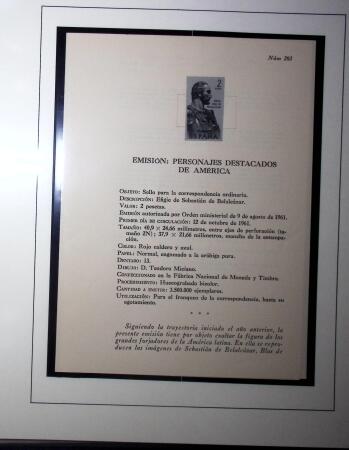 Núm 203
2
EMISION: PERSONAJES DESTACADOS
DE AMERICA
OBJETO: Sello para la correspondencia ordinaria.
DESCRIPCIÓN: Efigie de Sebastián de Belalcázar.
VALOR: 2 pesetas.
EMISIÓN autorizada por Orden ministerial de 9 de agosto de 1961.
PRIMER DÍA DE CIRCULACIÓN: 12 de octubre de 1961.
TAMAÑO: 40,9 × 24,66 milímetros, entre ejes de perforación (ta-
maño 2N); 37,9 × 21,66 milímetros, mancha de la estampa-
ción.
COLOR: Rojo caldera y azul.
PAPEL: Normal, engomado a la arábiga pura.
DENTADO: 13.
DIBUJO: D. Teodoro Miciano.
CONFECCIONADO en la Fábrica Nacional de Moneda y Timbre.
PROCEDIMIENTO: Huecograbado bicolor.
CANTIDAD A EMITIR: 3.500.000 ejemplares.
UTILIZACIÓN: Para el franqueo de la correspondencia, hasta su
agotamiento.
* * *
Siguiendo la trayectoria iniciada el año anterior, la
presente emisión tiene por objeto exaltar la figura de los
grandes forjadores de la América latina. En ella se repro-
ducen las imágenes de Sebastián de Belalcázar, Blas de